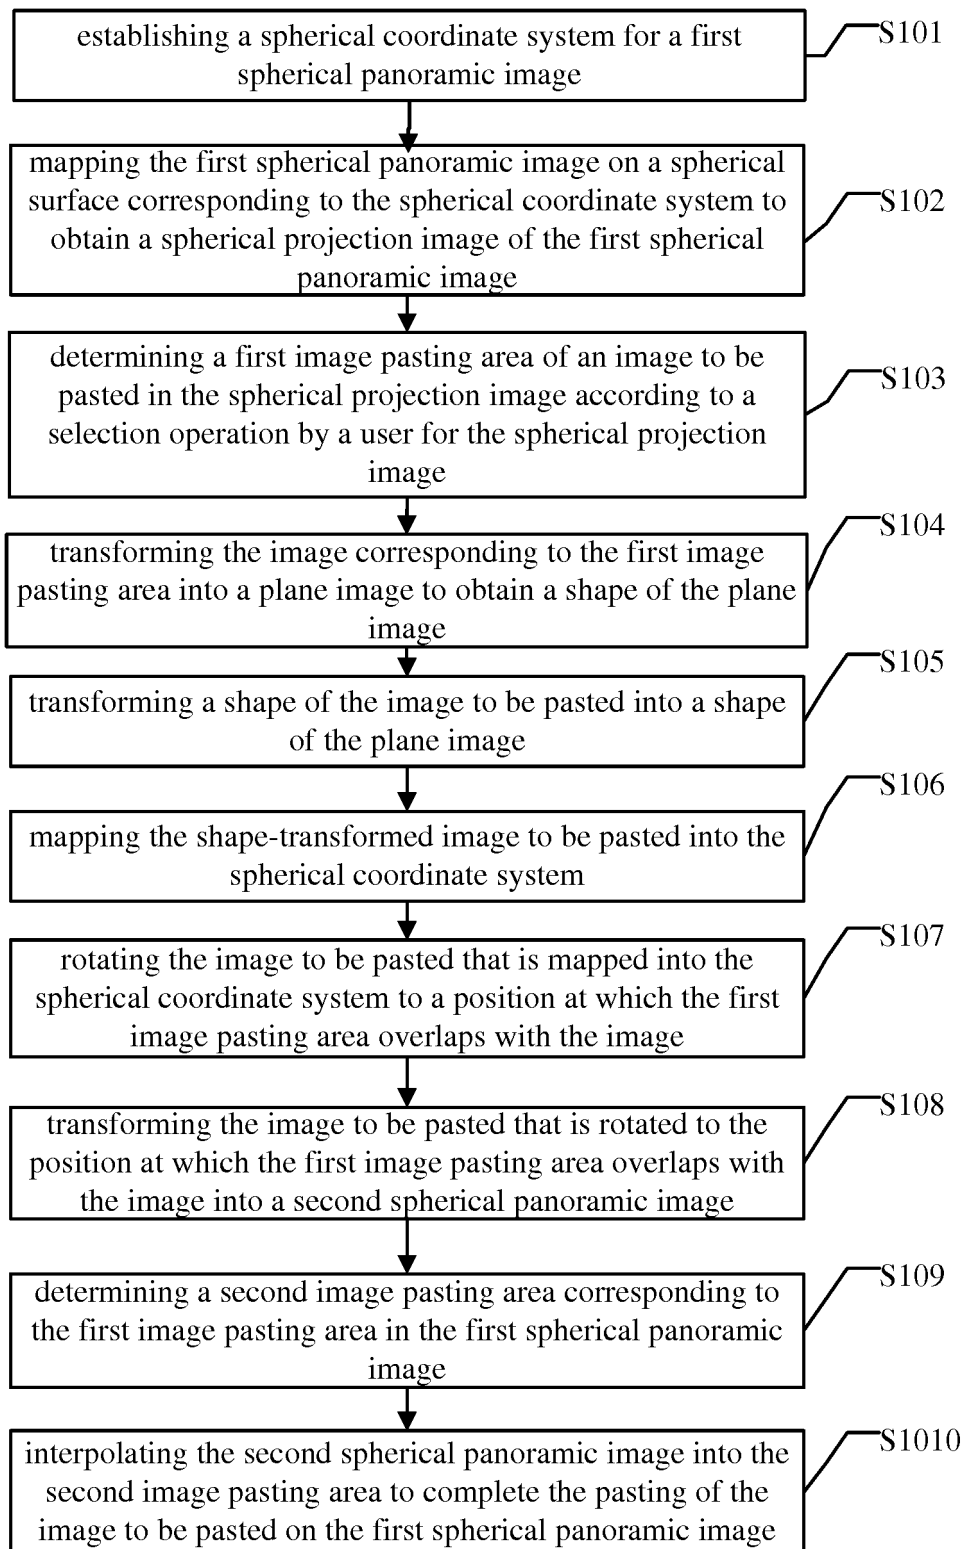 establishing a spherical coordinate system for a first
spherical panoramic image
S101
mapping the first spherical panoramic image on a spherical
surface corresponding to the spherical coordinate system to
obtain a spherical projection image of the first spherical
panoramic image
S102
determining a first image pasting area of an image to be
pasted in the spherical projection image according to a
selection operation by a user for the spherical projection
image
S103
transforming the image corresponding to the first image
pasting area into a plane image to obtain a shape of the plane
image
S104
transforming a shape of the image to be pasted into a shape
of the plane image
S105
mapping the shape-transformed image to be pasted into the
spherical coordinate system
S106
rotating the image to be pasted that is mapped into the
spherical coordinate system to a position at which the first
image pasting area overlaps with the image
S107
transforming the image to be pasted that is rotated to the
position at which the first image pasting area overlaps with
the image into a second spherical panoramic image
S108
determining a second image pasting area corresponding to
the first image pasting area in the first spherical panoramic
image
S109
interpolating the second spherical panoramic image into the
second image pasting area to complete the pasting of the
image to be pasted on the first spherical panoramic image
S1010